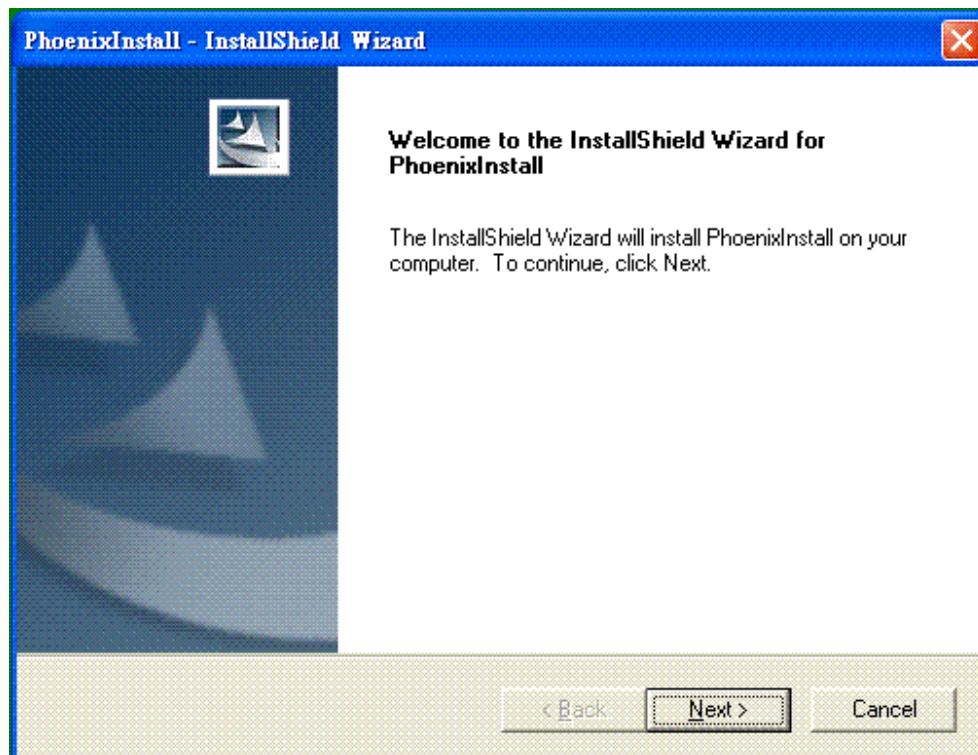 PhoenixInstall - InstallShield Wizard
Welcome to the InstallShield Wizard for
PhoenixInstall
The InstallShield Wizard will install PhoenixInstall on your
computer. To continue, click Next.
< Back
Next >
Cancel